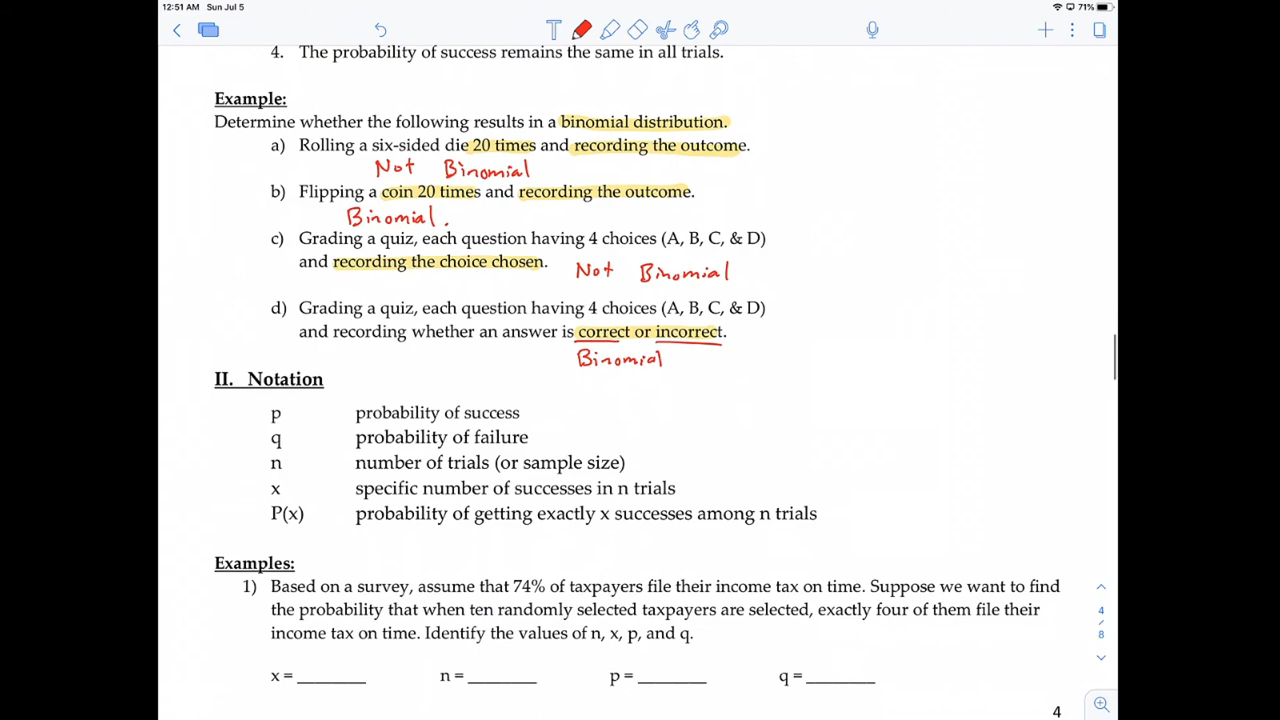 12:51 AM Sun Jul 5
71%
4. The probability of success remains the same in all trials.
Example:
Determine whether the following results in a binomial distribution.
a) Rolling a six-sided die 20 times and recording the outcome.
Not Binomial
b) Flipping a coin 20 times and recording the outcome.
Binomial.
c) Grading a quiz, each question having 4 choices (A, B, C, & D)
and recording the choice chosen.
Not Binomial
d) Grading a quiz, each question having 4 choices (A, B, C, & D)
and recording whether an answer is correct or incorrect.
Binomial
II. Notation
p probability of success
q probability of failure
n number of trials (or sample size)
x specific number of successes in n trials
P(x) probability of getting exactly x successes among n trials
Examples:
1) Based on a survey, assume that 74% of taxpayers file their income tax on time. Suppose we want to find
the probability that when ten randomly selected taxpayers are selected, exactly four of them file their
income tax on time. Identify the values of n, x, p, and q.
x = ________ n = ________ p = ________ q = ________
4
/
8
4